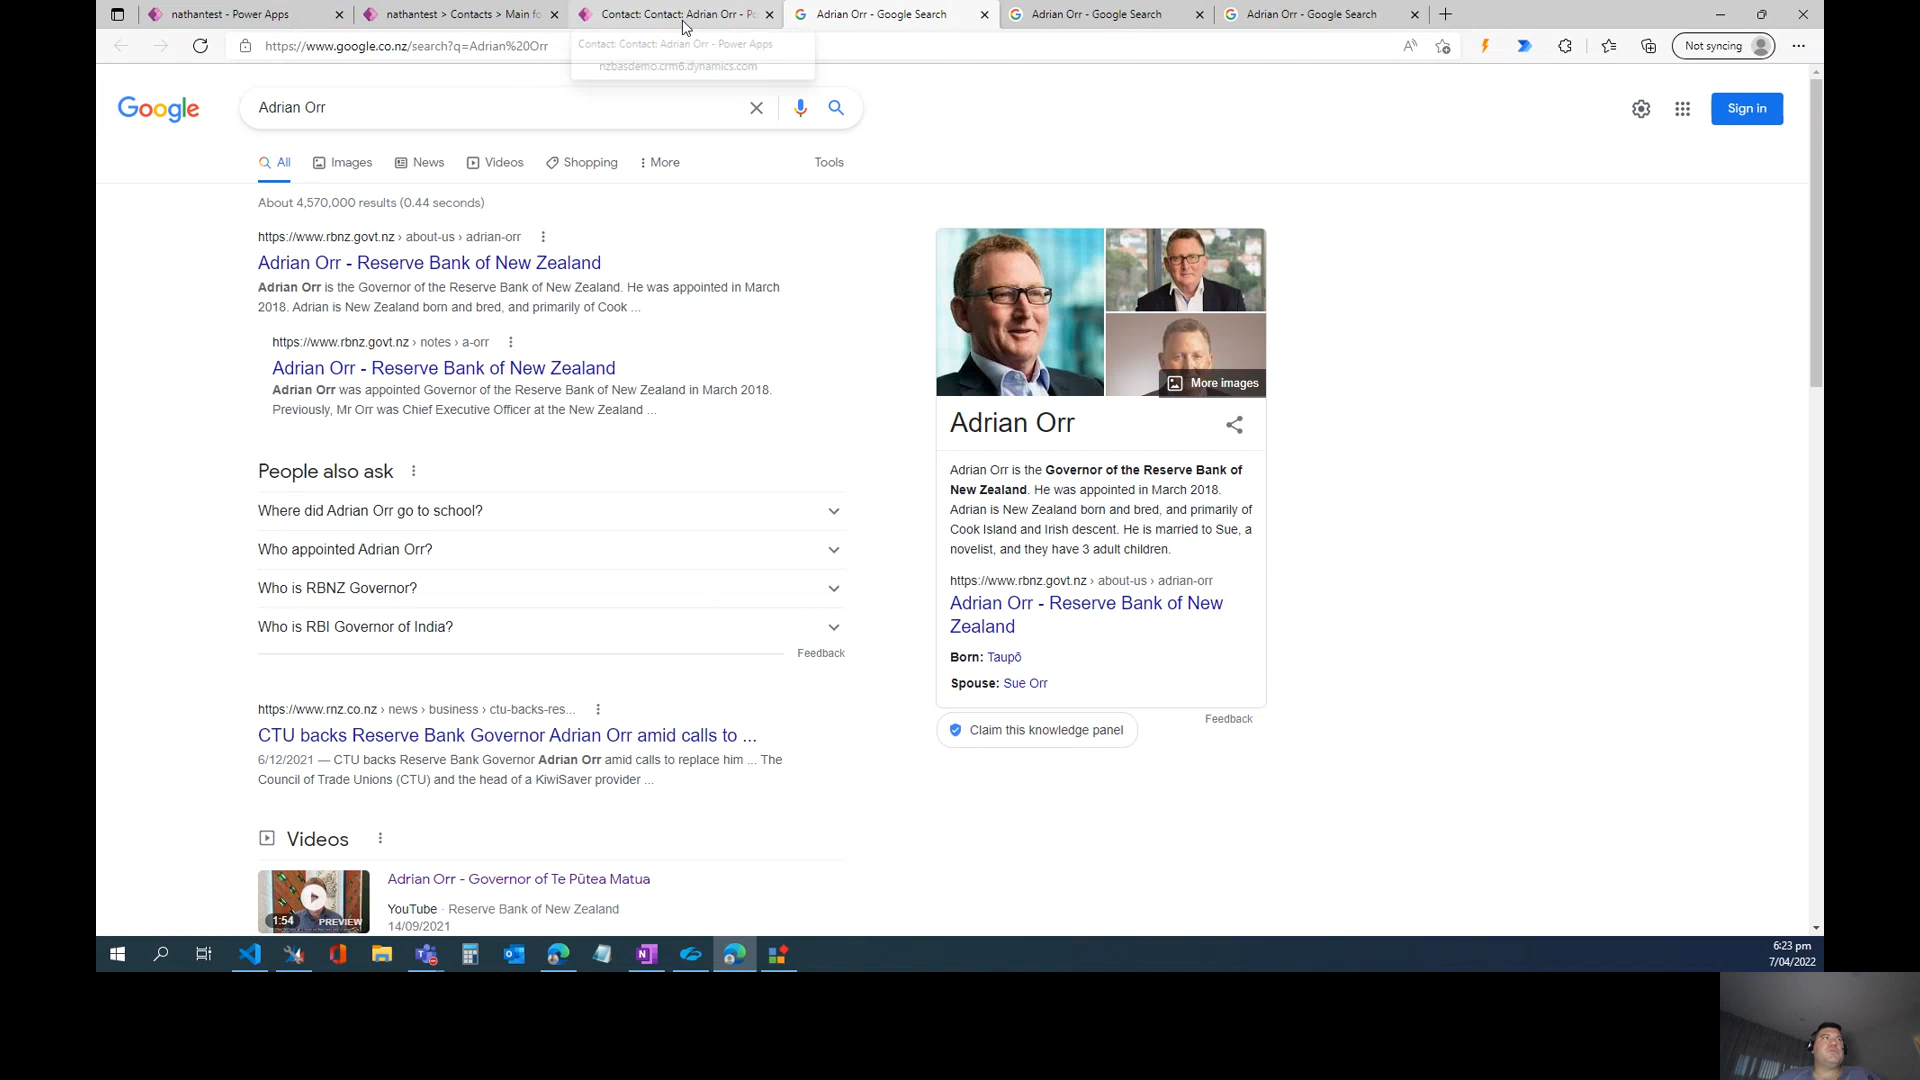 nathantest - Power Apps
nathantest > Contacts > Main fo
Contact: Contact: Adrian Orr - Po
Adrian Orr - Google Search
Adrian Orr - Google Search
Adrian Orr - Google Search
https://www.google.co.nz/search?q=Adrian%20Orr
Contact: Contact: Adrian Orr - Power Apps
nzbasdemo.crm6.dynamics.com
Not syncing
Google
Adrian Orr
Sign in
All
Images
News
Videos
Shopping
More
Tools
About 4,570,000 results (0.44 seconds)
https://www.rbnz.govt.nz › about-us › adrian-orr
Adrian Orr - Reserve Bank of New Zealand
Adrian Orr is the Governor of the Reserve Bank of New Zealand. He was appointed in March
2018. Adrian is New Zealand born and bred, and primarily of Cook ...
https://www.rbnz.govt.nz › notes › a-orr
Adrian Orr - Reserve Bank of New Zealand
Adrian Orr was appointed Governor of the Reserve Bank of New Zealand in March 2018.
Previously, Mr Orr was Chief Executive Officer at the New Zealand ...
People also ask
Where did Adrian Orr go to school?
Who appointed Adrian Orr?
Who is RBNZ Governor?
Who is RBI Governor of India?
Feedback
https://www.rnz.co.nz › news › business › ctu-backs-res...
CTU backs Reserve Bank Governor Adrian Orr amid calls to ...
6/12/2021 — CTU backs Reserve Bank Governor Adrian Orr amid calls to replace him ... The
Council of Trade Unions (CTU) and the head of a KiwiSaver provider ...
Videos
1:54
PREVIEW
Adrian Orr - Governor of Te Pūtea Matua
YouTube · Reserve Bank of New Zealand
14/09/2021
More images
Adrian Orr
Adrian Orr is the Governor of the Reserve Bank of
New Zealand. He was appointed in March 2018.
Adrian is New Zealand born and bred, and primarily of
Cook Island and Irish descent. He is married to Sue, a
novelist, and they have 3 adult children.
https://www.rbnz.govt.nz › about-us › adrian-orr
Adrian Orr - Reserve Bank of New
Zealand
Born: Taupō
Spouse: Sue Orr
Claim this knowledge panel
Feedback
6:23 pm
7/04/2022